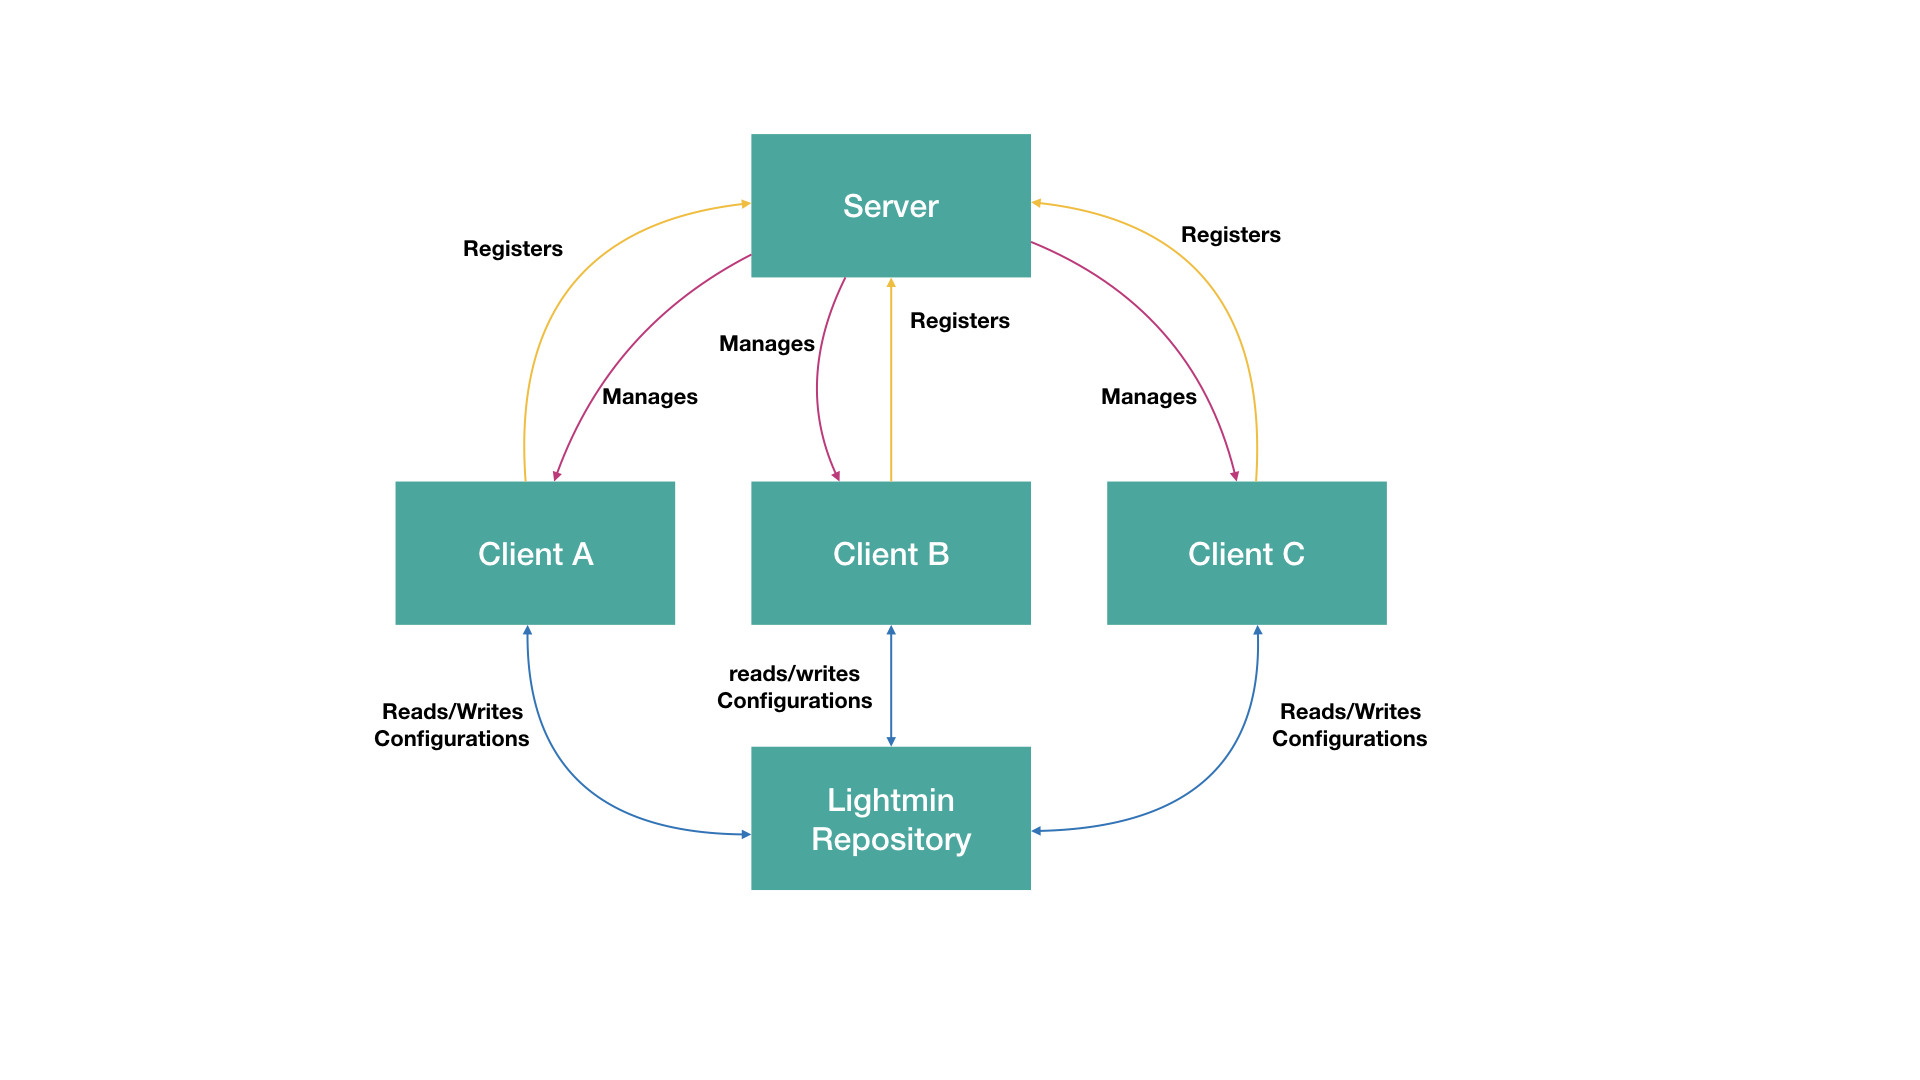 Server
Registers
Registers
Registers
Manages
Manages
Manages
Client A
Client B
Client C
reads/writes
Configurations
Reads/Writes
Configurations
Reads/Writes
Configurations
Lightmin
Repository